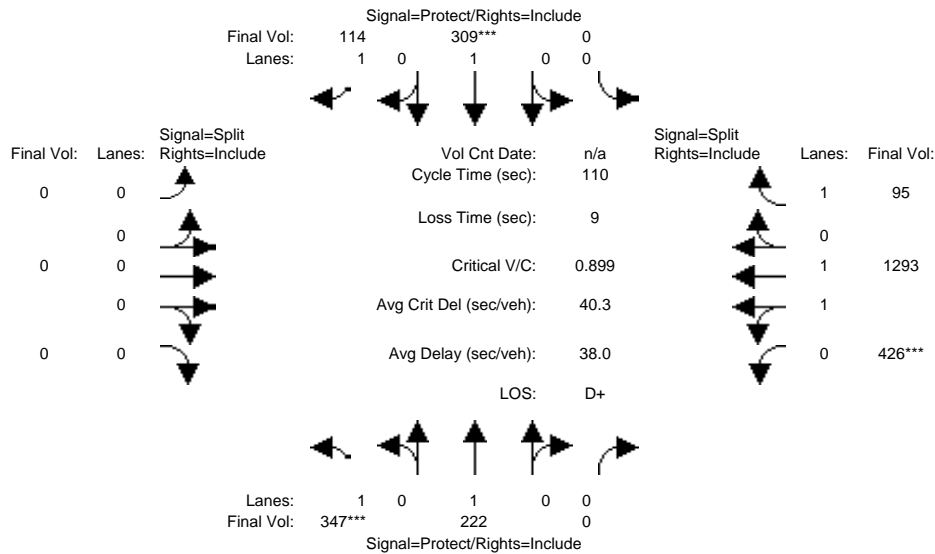 Signal=Protect/Rights=Include
Final Vol: 114 309*** 0
Lanes: 1 0 1 0 0
Signal=Split Signal=Split
Final Vol: Lanes: Rights=Include Vol Cnt Date: n/a Rights=Include Lanes: Final Vol:
Cycle Time (sec): 110
0 0 1 95
Loss Time (sec): 9
0 0
0 0 Critical V/C: 0.899 1 1293
0 Avg Crit Del (sec/veh): 40.3 1
0 0 Avg Delay (sec/veh): 38.0 0 426***
LOS: D+
Lanes: 1 0 1 0 0
Final Vol: 347*** 222 0
Signal=Protect/Rights=Include